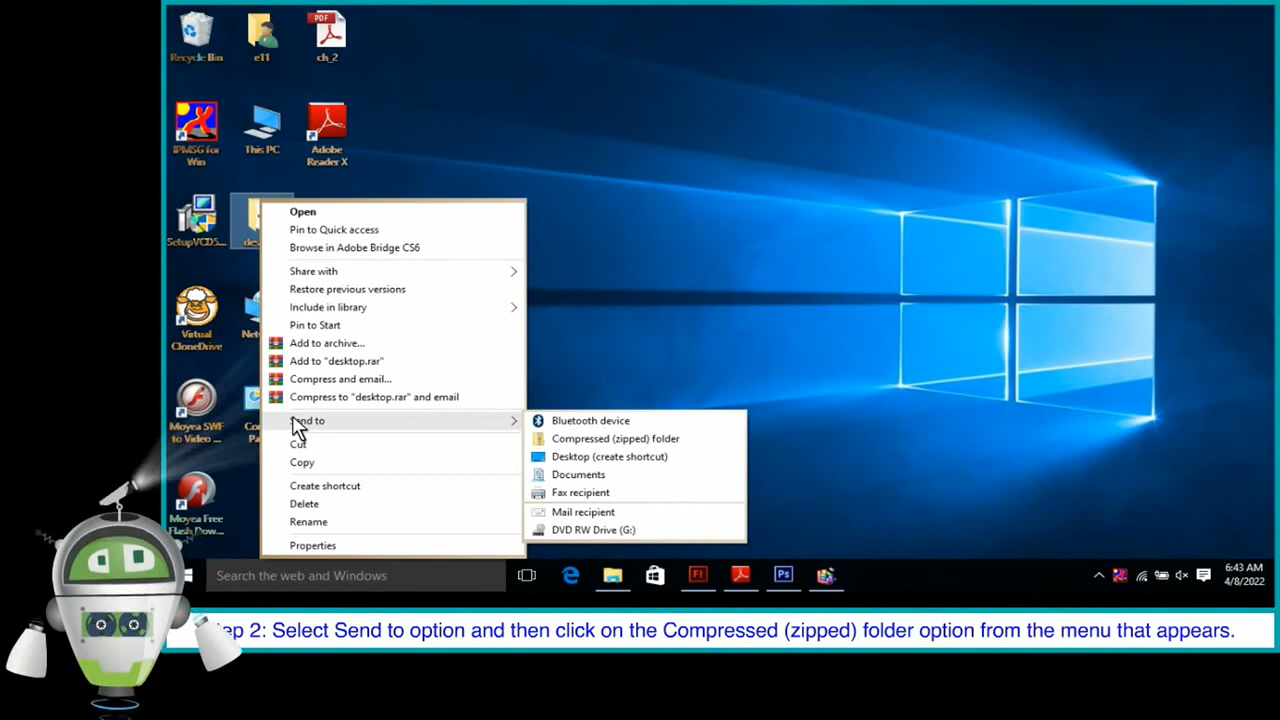 PDF
Recycle Bin
e11
ch_2
IPMSG for
Win
This PC
Adobe
Reader X
SetupVCD5...
Virtual
CloneDrive
Moyea SWF
to Video ...
Moyea Free
Flash Dow...
Open
Pin to Quick access
Browse in Adobe Bridge CS6
Share with
Restore previous versions
Include in library
Pin to Start
Add to archive...
Add to "desktop.rar"
Compress and email...
Compress to "desktop.rar" and email
to
Cut
Copy
Create shortcut
Delete
Rename
Properties
Bluetooth device
Compressed (zipped) folder
Desktop (create shortcut)
Documents
Fax recipient
Mail recipient
DVD RW Drive (G:)
Search the web and Windows
Fl
Ps
6:43 AM
4/8/2022
2: Select Send to option and then click on the Compressed (zipped) folder option from the menu that appears.